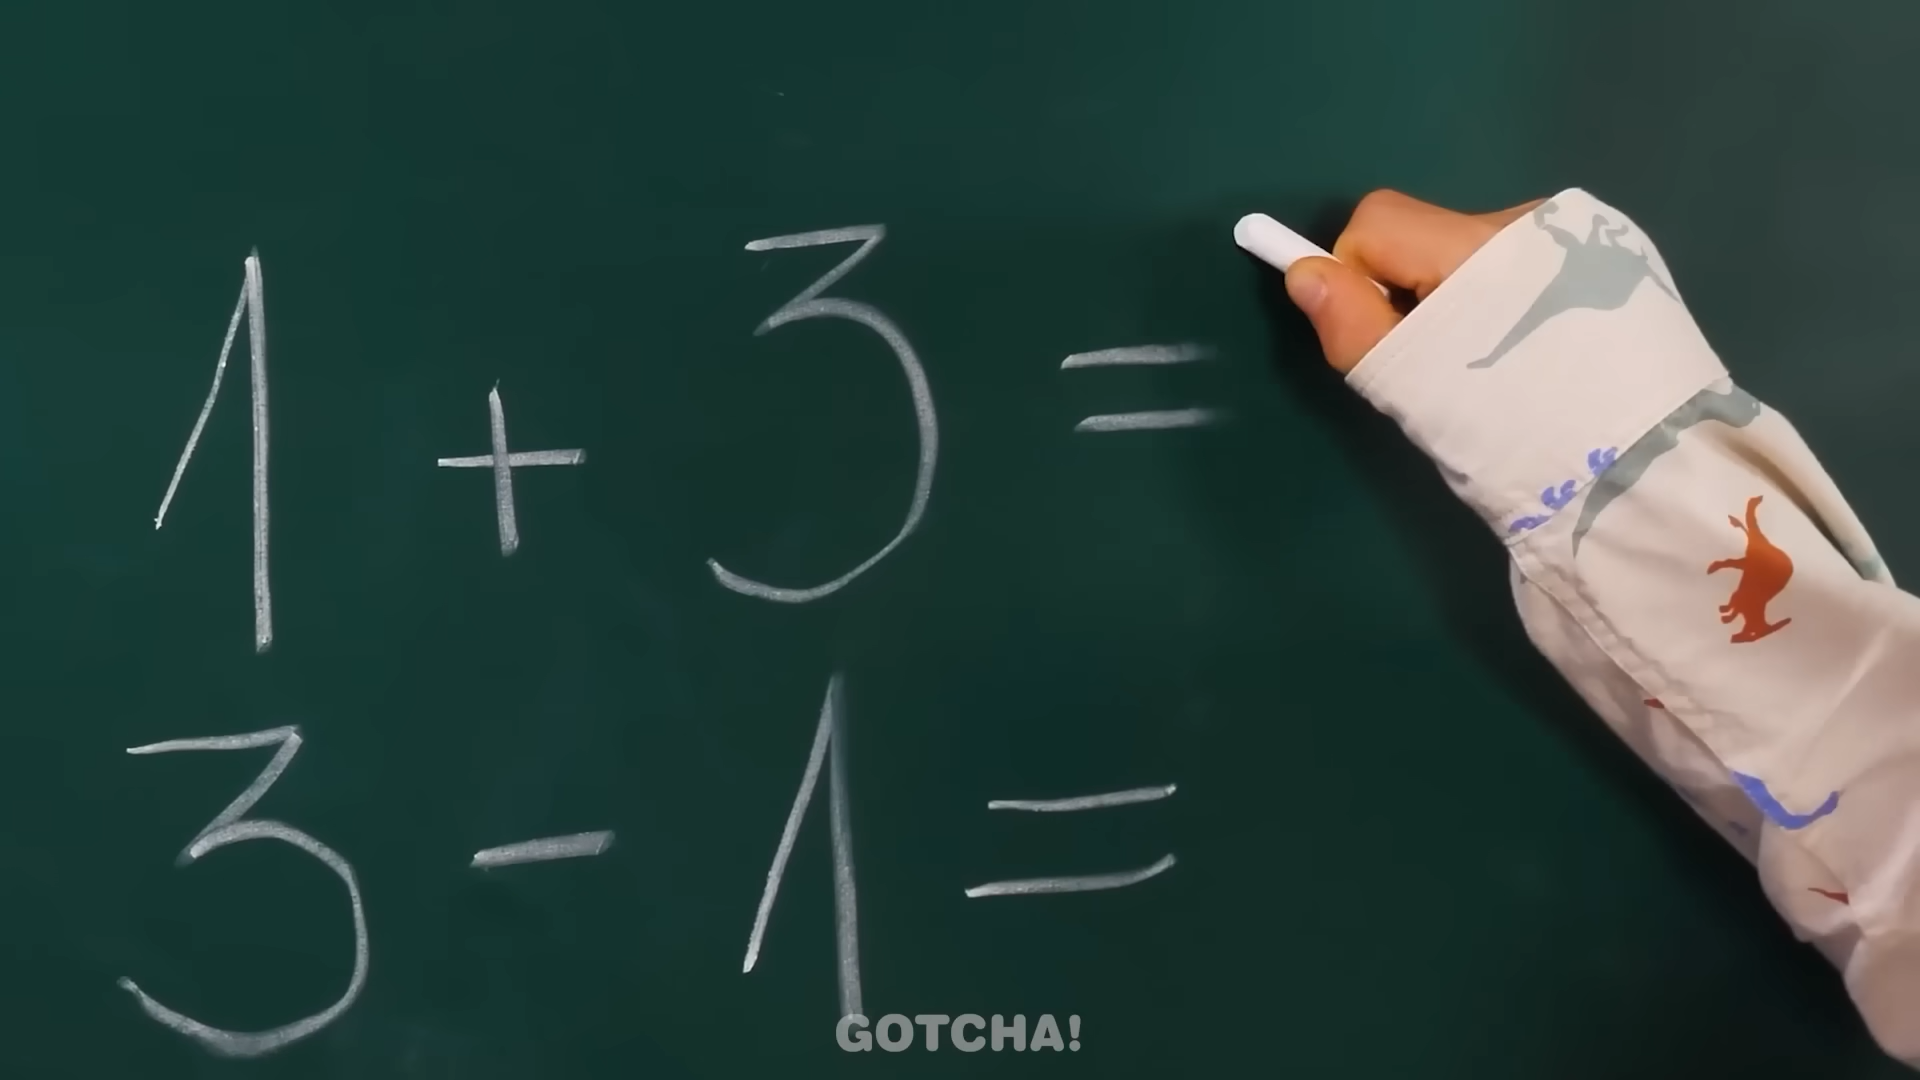 1 + 3 =
3 - 1 =
GOTCHA!